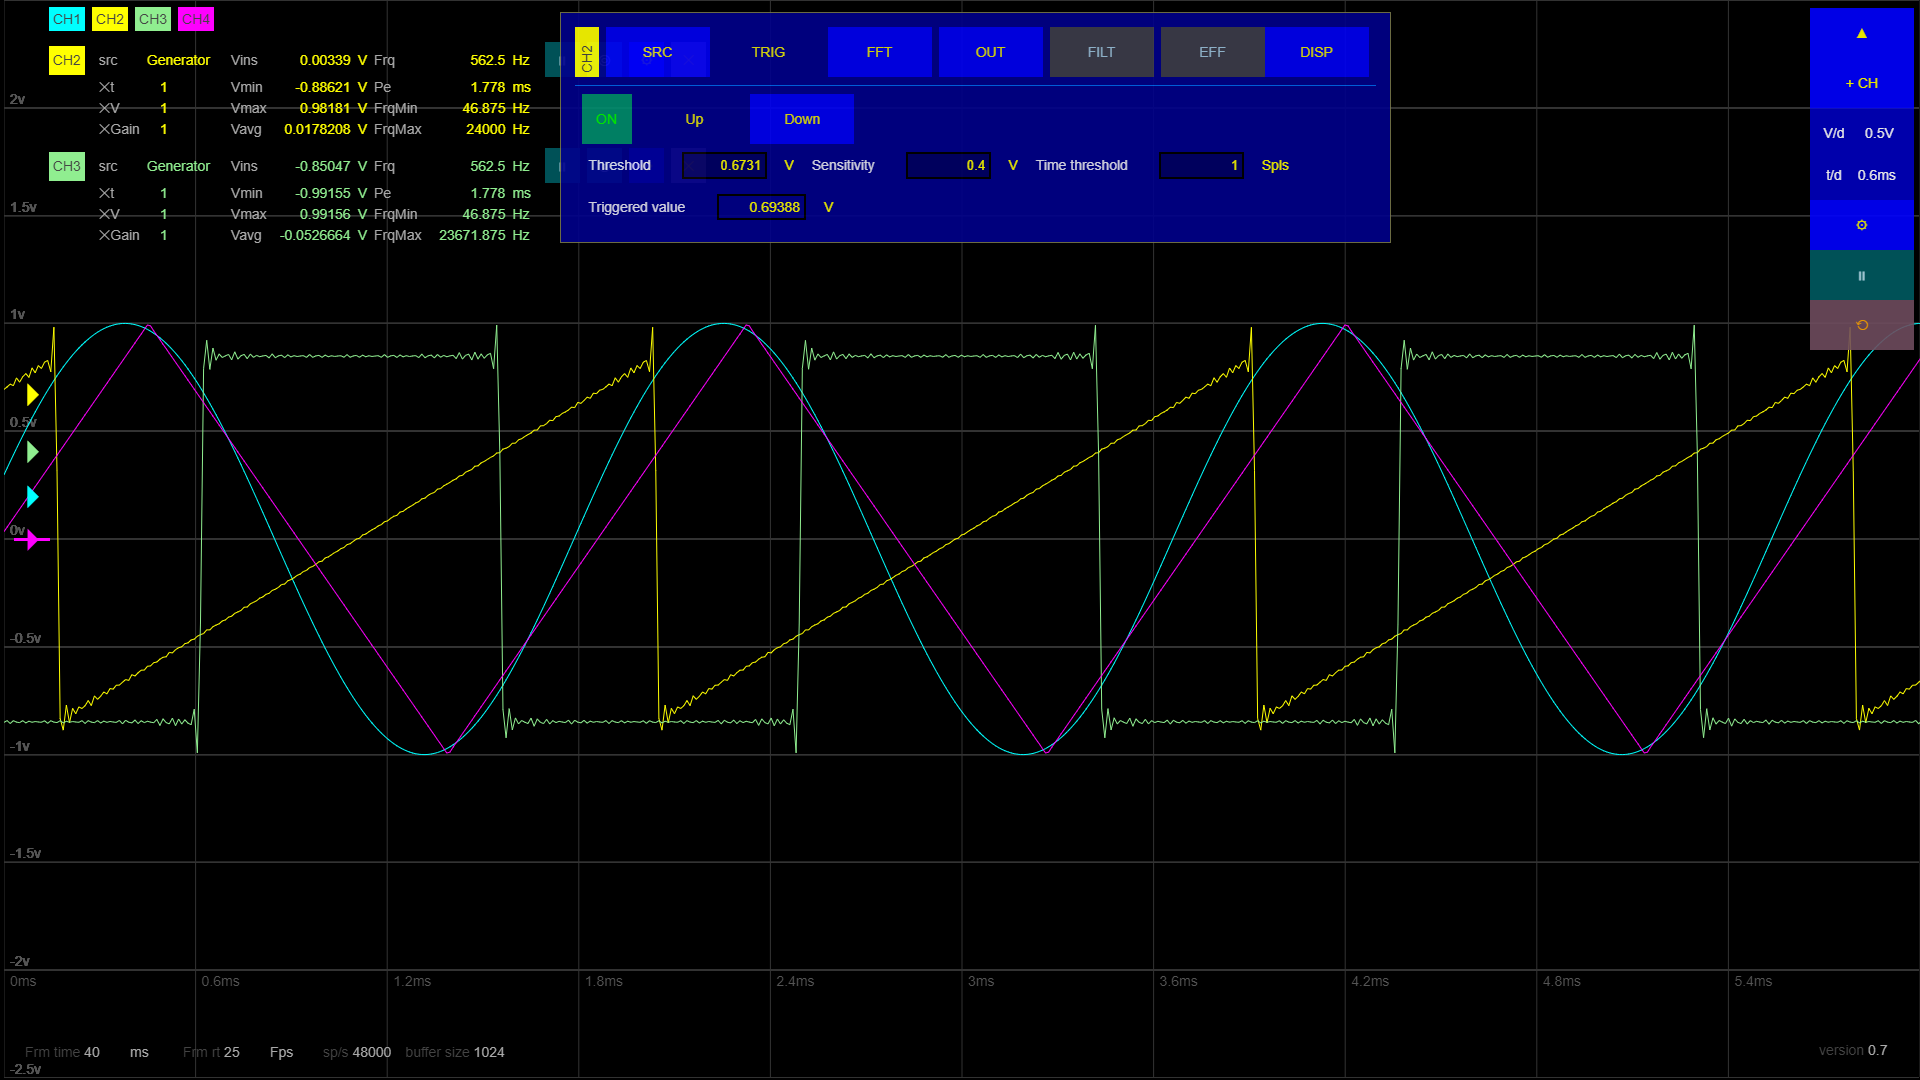 CH1 CH2 CH3 CH4
CH2 src Generator Vins 0.00339 V Frq 562.5 Hz
Xt 1 Vmin -0.88621 V Pe 1.778 ms
XV 1 Vmax 0.98181 V FrqMin 46.875 Hz
XGain 1 Vavg 0.0178208 V FrqMax 24000 Hz
CH3 src Generator Vins -0.85047 V Frq 562.5 Hz
Xt 1 Vmin -0.99155 V Pe 1.778 ms
XV 1 Vmax 0.99156 V FrqMin 46.875 Hz
XGain 1 Vavg -0.0526664 V FrqMax 23671.875 Hz
CH2 SRC TRIG FFT OUT FILT EFF DISP
ON Up Down
Threshold 0.6731 V Sensitivity 0.4 V Time threshold 1 Spls
Triggered value 0.69388 V
+ CH
V/d 0.5V
t/d 0.6ms
2v
1.5v
1v
0.5v
0v
-0.5v
-1v
-1.5v
-2v
-2.5v
0ms 0.6ms 1.2ms 1.8ms 2.4ms 3ms 3.6ms 4.2ms 4.8ms 5.4ms
Frm time 40 ms Frm rt 25 Fps sp/s 48000 buffer size 1024
version 0.7